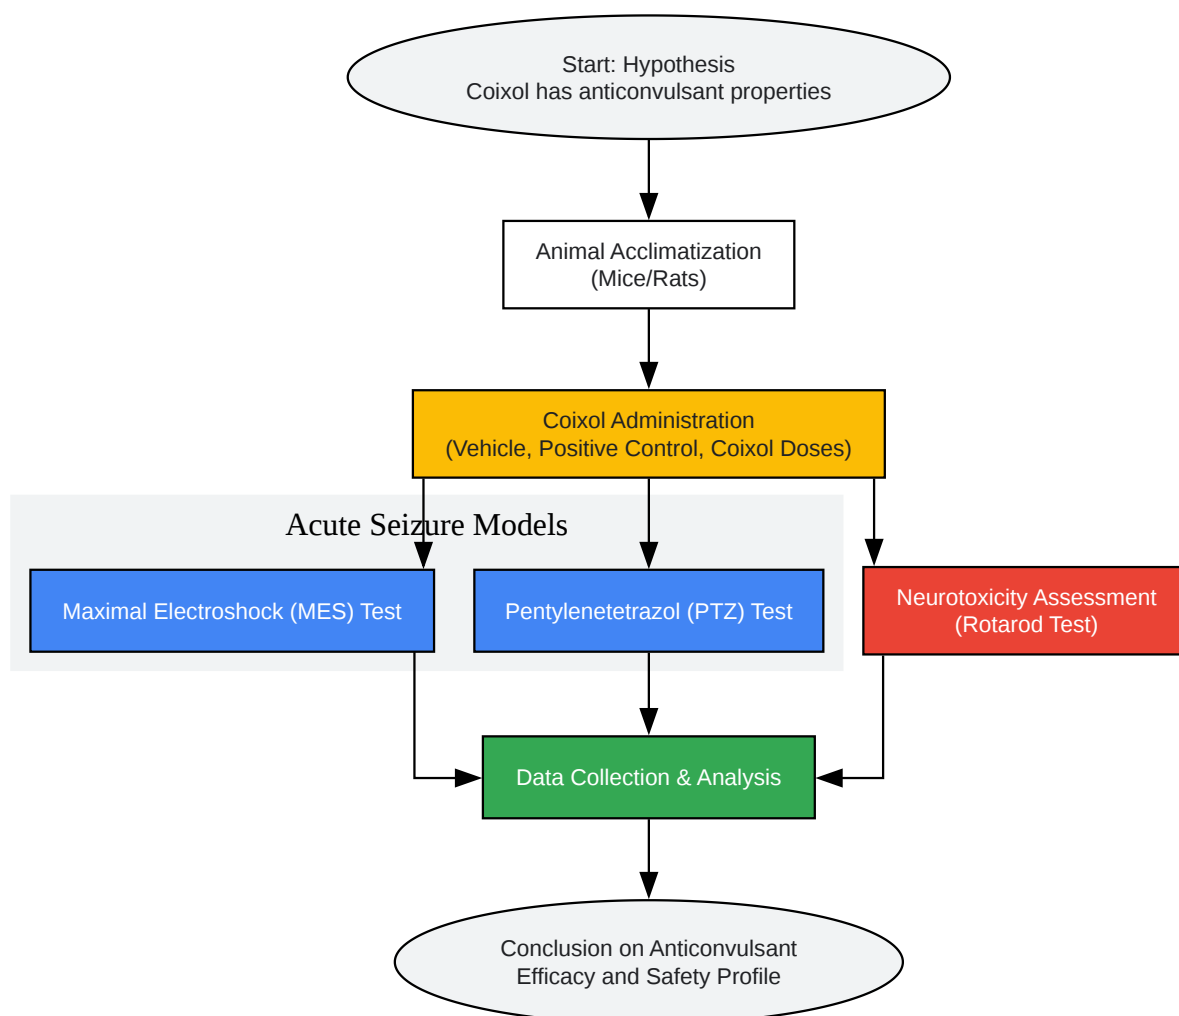 Start: Hypothesis
Coixol has anticonvulsant properties
Animal Acclimatization
(Mice/Rats)
Coixol Administration
(Vehicle, Positive Control, Coixol Doses)
Acute Seizure Models
Maximal Electroshock (MES) Test
Pentylenetetrazol (PTZ) Test
Neurotoxicity Assessment
(Rotarod Test)
Data Collection & Analysis
Conclusion on Anticonvulsant
Efficacy and Safety Profile